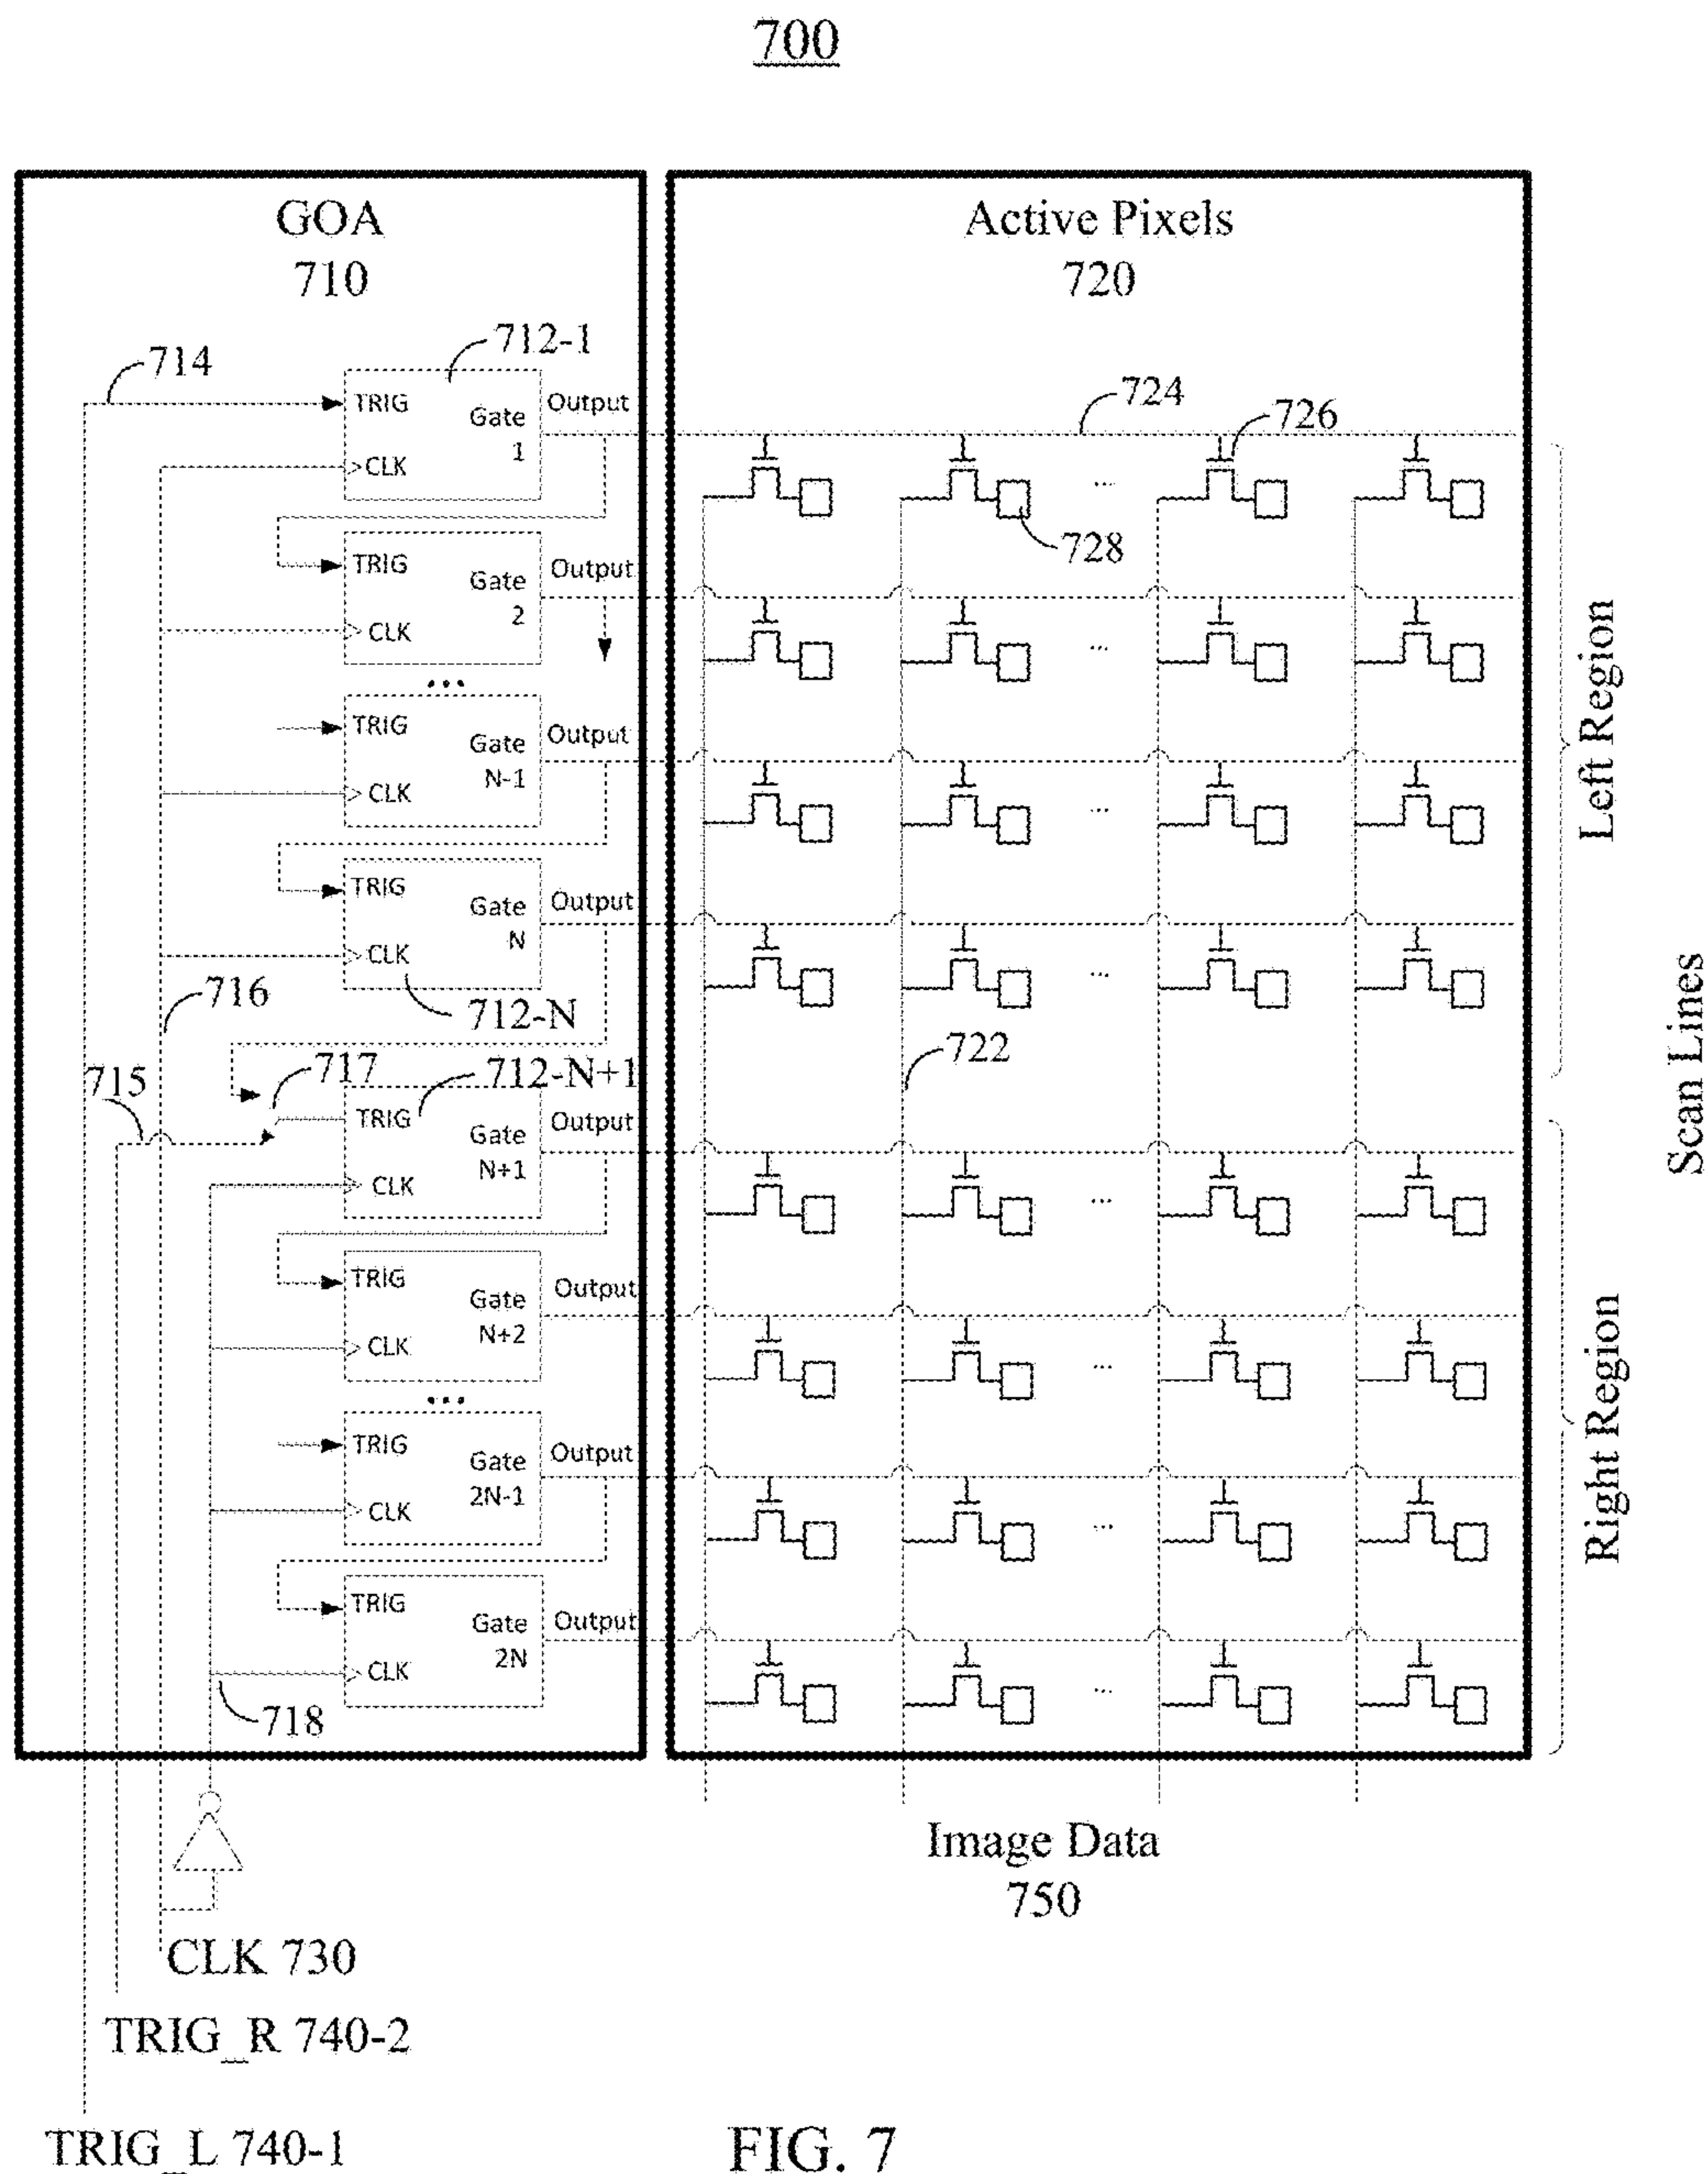 700
GOA
710
Active Pixels
720
714
712-1
TRIG
Gate
1
CLK
Output
724
726
...
728
TRIG
Gate
2
CLK
Output
...
...
TRIG
Gate
N-1
CLK
Output
...
TRIG
Gate
N
CLK
Output
...
716
712-N
722
715
717
712-N+1
TRIG
Gate
N+1
CLK
Output
...
TRIG
Gate
N+2
CLK
Output
...
...
TRIG
Gate
2N-1
CLK
Output
...
TRIG
Gate
2N
CLK
Output
...
718
Left Region
Right Region
Scan Lines
Image Data
750
CLK 730
TRIG_R 740-2
TRIG_L 740-1
FIG. 7